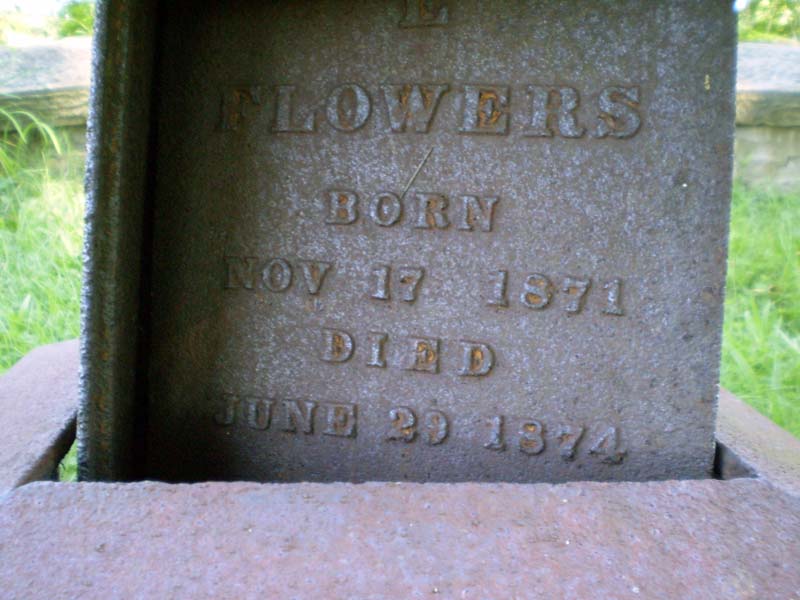 E
FLOWERS
BORN
NOV 17 1871
DIED
JUNE 29 1874